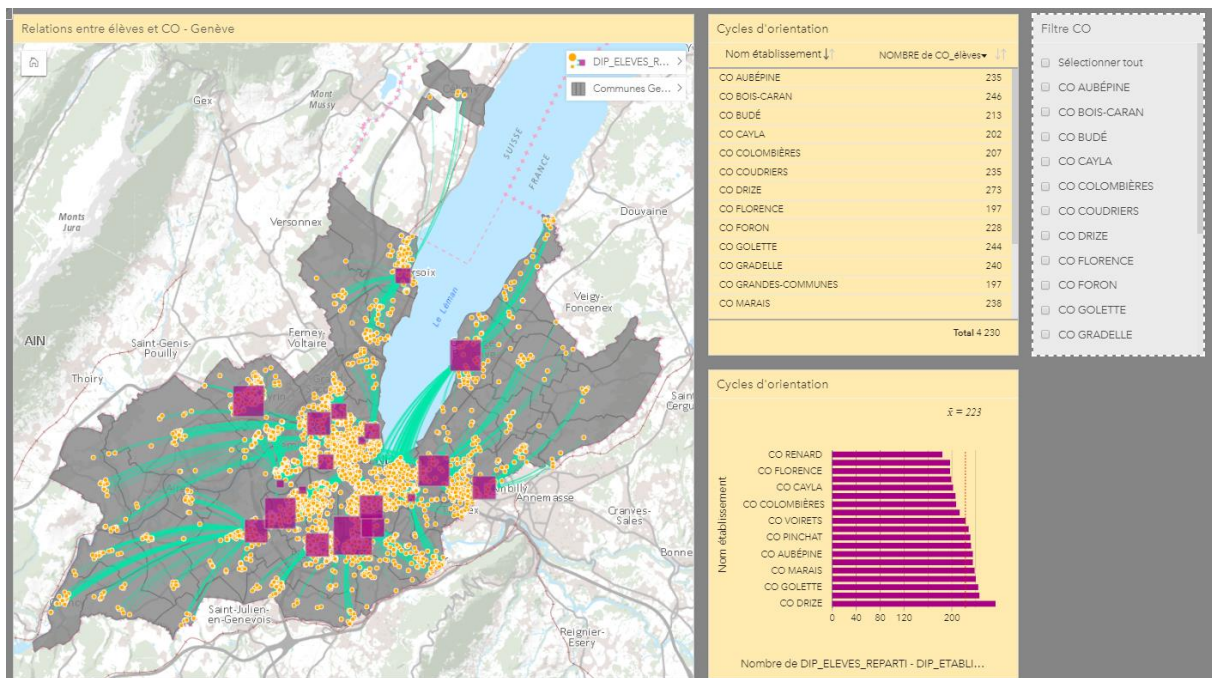 Relations entre élèves et CO - Genève
DIP_ELEVES_R...
Communes Ge...
Gex
Mont
Mussy
SUISSE
FRANCE
Monts
Jura
Versonnex
Douvaine
Le Léman
Veigy-
Foncenex
AIN
Saint-Genis-
Pouilly
Ferney
Voltaire
Thoiry
Saint
Cergu
Annemasse
Cranves-
Sales
Bonne
Saint-Julien-
en-Genevois
Reignier-
Esery
Cycles d'orientation
Nom établissement NOMBRE de CO_élèves
CO AUBÉPINE 235
CO BOIS-CARAN 246
CO BUDÉ 213
CO CAYLA 202
CO COLOMBIÈRES 207
CO COUDRIERS 235
CO DRIZE 273
CO FLORENCE 197
CO FORON 228
CO GOLETTE 244
CO GRADELLE 240
CO GRANDES-COMMUNES 197
CO MARAIS 238
Total 4 230
Filtre CO
Sélectionner tout
CO AUBÉPINE
CO BOIS-CARAN
CO BUDÉ
CO CAYLA
CO COLOMBIÈRES
CO COUDRIERS
CO DRIZE
CO FLORENCE
CO FORON
CO GOLETTE
CO GRADELLE
Cycles d'orientation
x̄ = 223
Nom établissement
CO RENARD
CO FLORENCE
CO CAYLA
CO COLOMBIÈRES
CO VOIRETS
CO PINCHAT
CO AUBÉPINE
CO MARAIS
CO GOLETTE
CO DRIZE
0 40 80 120 200
Nombre de DIP_ELEVES_REPARTI - DIP_ETABLI...